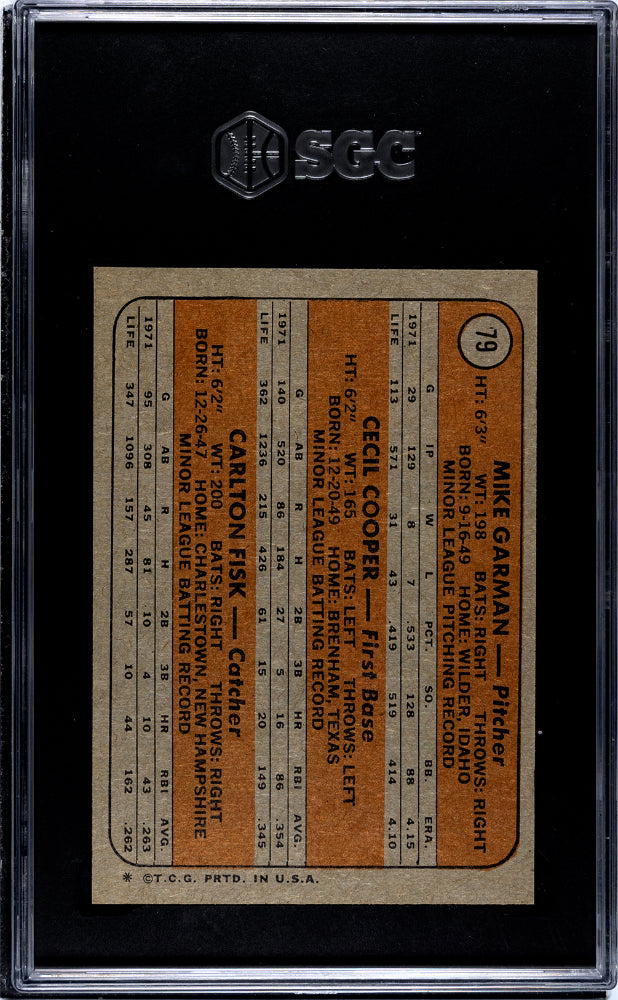 SGC
79
MIKE GARMAN — Pitcher
HT: 6'3" WT: 198 BATS: RIGHT THROWS: RIGHT
BORN: 9-16-49 HOME: WILDER, IDAHO
MINOR LEAGUE PITCHING RECORD
G IP W L PCT. SO. BB. ERA.
1971 29 129 8 7 .533 128 88 4.15
LIFE 113 571 31 43 .419 519 414 4.10
CECIL COOPER — First Base
HT: 6'2" WT: 165 BATS: LEFT THROWS: LEFT
BORN: 12-20-49 HOME: BRENHAM, TEXAS
MINOR LEAGUE BATTING RECORD
G AB R H 2B 3B HR RBI AVG.
1971 140 520 86 184 27 5 16 86 .354
LIFE 362 1236 215 426 61 15 20 149 .345
CARLTON FISK — Catcher
HT: 6'2" WT: 200 BATS: RIGHT THROWS: RIGHT
BORN: 12-26-47 HOME: CHARLESTOWN, NEW HAMPSHIRE
MINOR LEAGUE BATTING RECORD
G AB R H 2B 3B HR RBI AVG.
1971 95 308 45 81 10 4 10 43 .263
LIFE 347 1096 157 287 57 10 44 162 .262
* ©T.C.G. PRTD. IN U.S.A.